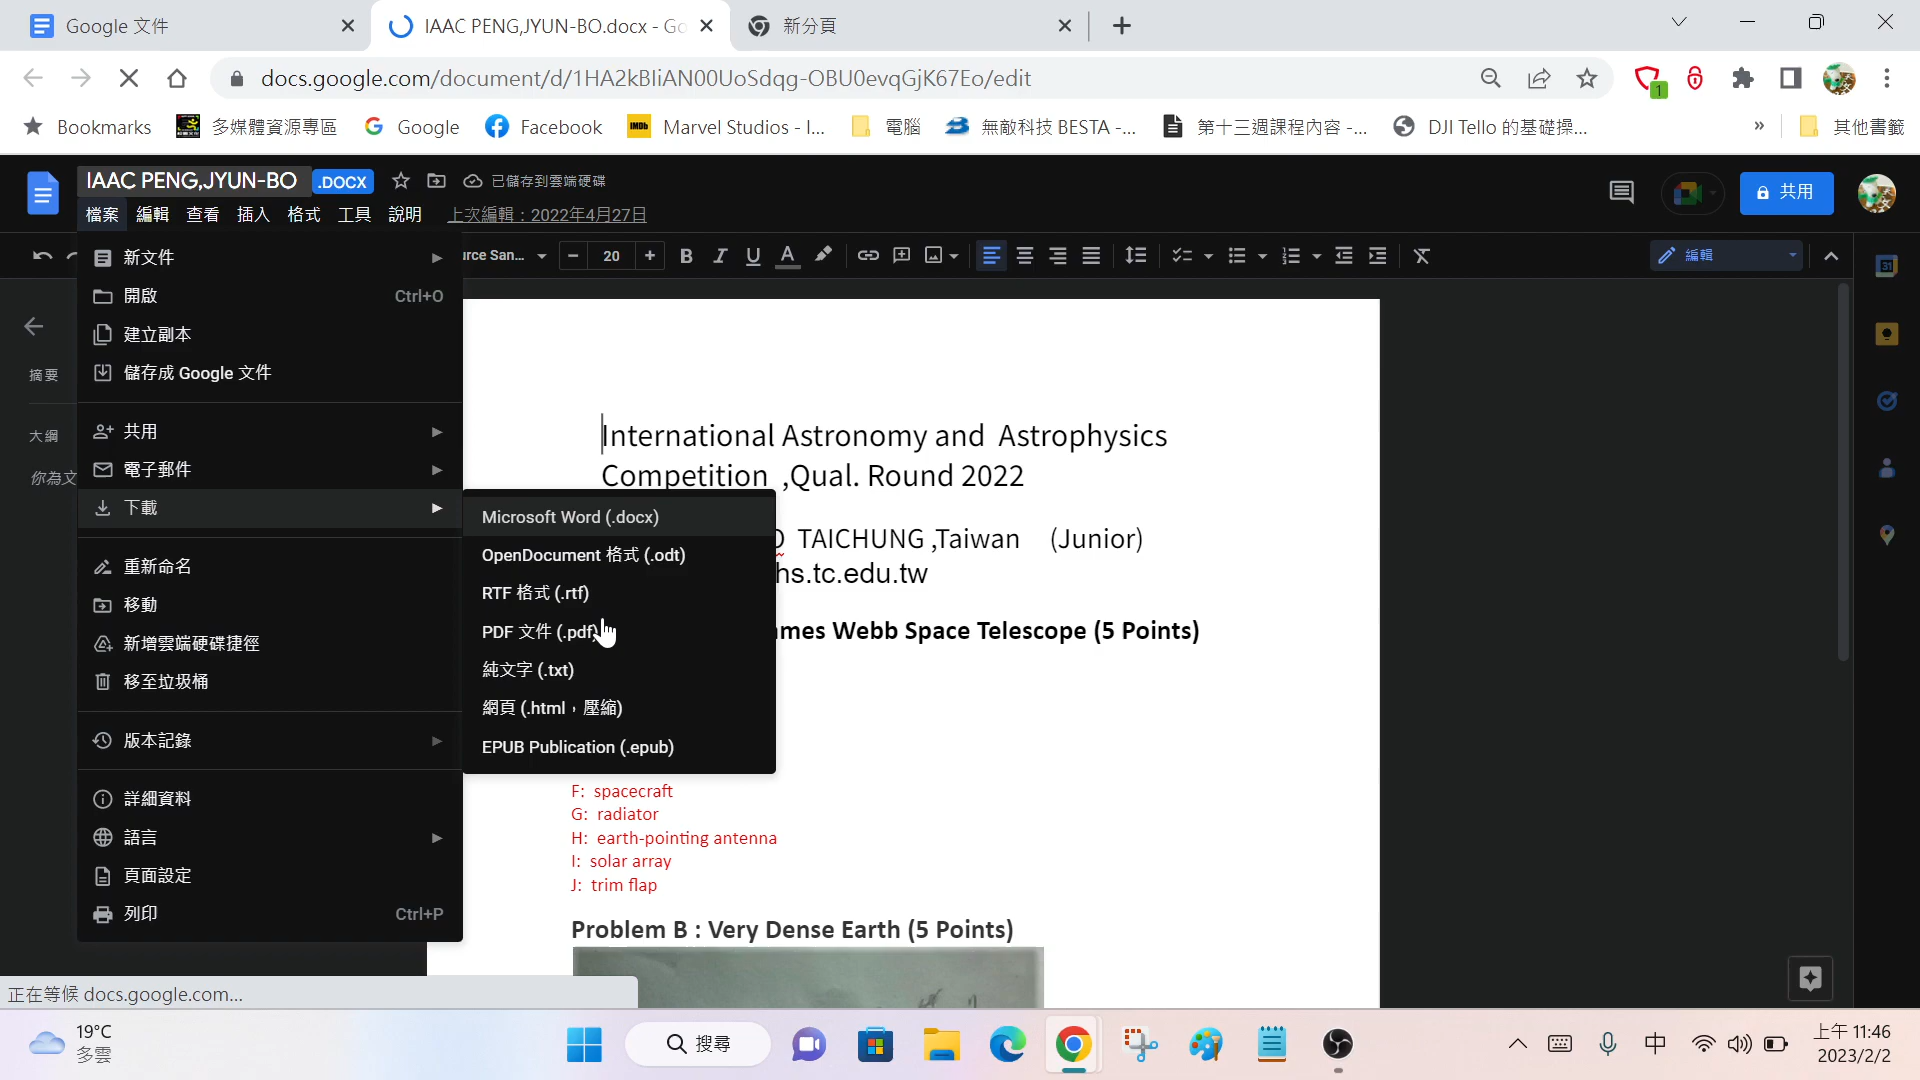 Google 文件
IAAC PENG,JYUN-BO.docx - Go
新分頁
docs.google.com/document/d/1HA2kBIiAN00UoSdqg-OBU0evqGjK67Eo/edit
1
Bookmarks
多媒體資源專區
Google
Facebook
IMDb
Marvel Studios - I...
電腦
無敵科技 BESTA -...
第十三週課程內容 -...
DJI Tello 的基礎操...
»
其他書籤
IAAC PENG,JYUN-BO
.DOCX
已儲存到雲端硬碟
共用
檔案 編輯 查看 插入 格式 工具 說明 上次編輯：2022年4月27日
urce San...
20
B I U A
編輯
31
新文件
開啟 Ctrl+O
建立副本
儲存成 Google 文件
共用
電子郵件
下載
重新命名
移動
新增雲端硬碟捷徑
移至垃圾桶
版本記錄
詳細資料
語言
頁面設定
列印 Ctrl+P
Microsoft Word (.docx)
OpenDocument 格式 (.odt)
RTF 格式 (.rtf)
PDF 文件 (.pdf)
純文字 (.txt)
網頁 (.html，壓縮)
EPUB Publication (.epub)
摘要
大綱
你為文
International Astronomy and Astrophysics
Competition ,Qual. Round 2022
O TAICHUNG ,Taiwan (Junior)
hs.tc.edu.tw
ames Webb Space Telescope (5 Points)
F: spacecraft
G: radiator
H: earth-pointing antenna
I: solar array
J: trim flap
Problem B : Very Dense Earth (5 Points)
正在等候 docs.google.com...
19°C
多雲
搜尋
中
上午 11:46
2023/2/2